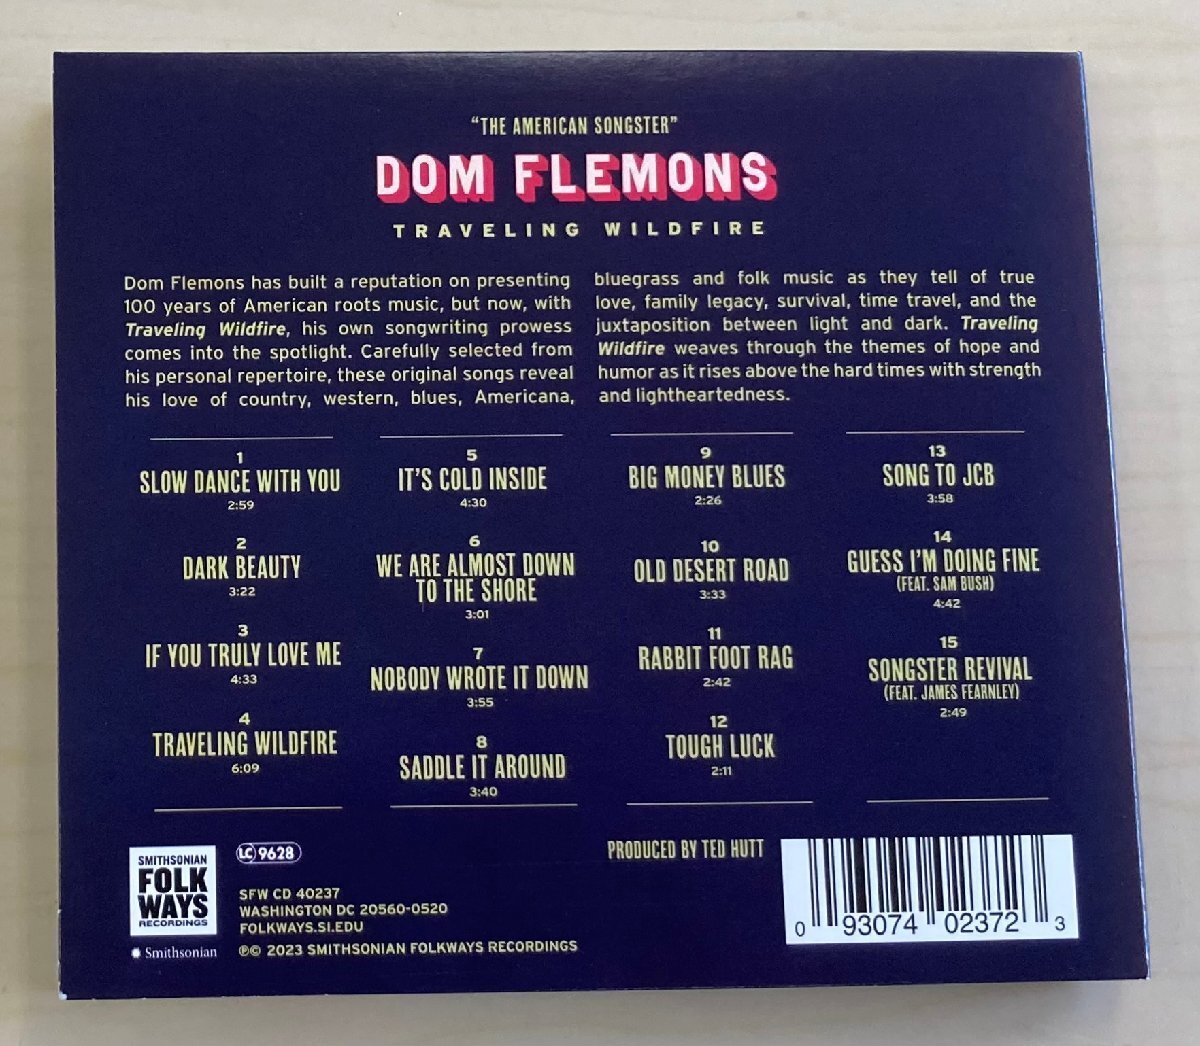 “THE AMERICAN SONGSTER”
DOM FLEMONS
TRAVELING WILDFIRE
Dom Flemons has built a reputation on presenting
100 years of American roots music, but now, with
Traveling Wildfire, his own songwriting prowess
comes into the spotlight. Carefully selected from
his personal repertoire, these original songs reveal
his love of country, western, blues, Americana,
bluegrass and folk music as they tell of true
love, family legacy, survival, time travel, and the
juxtaposition between light and dark. Traveling
Wildfire weaves through the themes of hope and
humor as it rises above the hard times with strength
and lightheartedness.
1
SLOW DANCE WITH YOU
2:59
2
DARK BEAUTY
3:22
3
IF YOU TRULY LOVE ME
4:33
4
TRAVELING WILDFIRE
6:09
5
IT'S COLD INSIDE
4:30
6
WE ARE ALMOST DOWN
TO THE SHORE
3:01
7
NOBODY WROTE IT DOWN
3:55
8
SADDLE IT AROUND
3:40
9
BIG MONEY BLUES
2:26
10
OLD DESERT ROAD
3:33
11
RABBIT FOOT RAG
2:42
12
TOUGH LUCK
2:11
13
SONG TO JCB
3:58
14
GUESS I'M DOING FINE
(FEAT. SAM BUSH)
4:42
15
SONGSTER REVIVAL
(FEAT. JAMES FEARNLEY)
2:49
SMITHSONIAN
FOLK
WAYS
RECORDINGS
Smithsonian
LC 9628
SFW CD 40237
WASHINGTON DC 20560-0520
FOLKWAYS.SI.EDU
℗© 2023 SMITHSONIAN FOLKWAYS RECORDINGS
PRODUCED BY TED HUTT
0 93074 02372 3